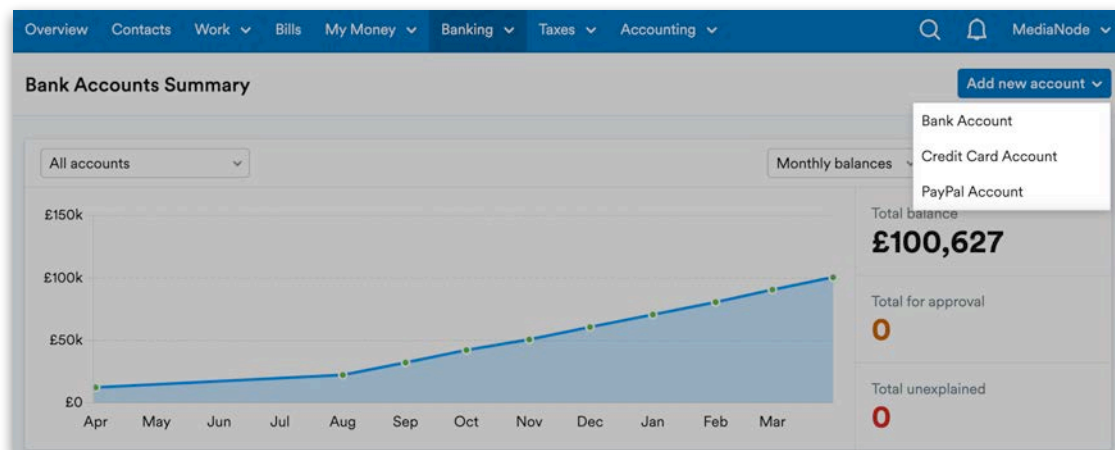 Overview Contacts Work Bills My Money Banking Taxes Accounting MediaNode
Bank Accounts Summary
Add new account
Bank Account
Credit Card Account
PayPal Account
All accounts
Monthly balances
£150k
£100k
£50k
£0
Apr May Jun Jul Aug Sep Oct Nov Dec Jan Feb Mar
Total balance
£100,627
Total for approval
0
Total unexplained
0